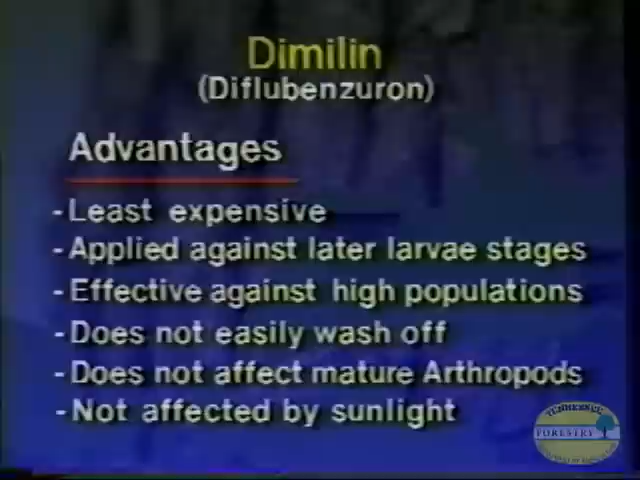 Dimilin
(Diflubenzuron)
Advantages
-Least expensive
-Applied against later larvae stages
-Effective against high populations
-Does not easily wash off
-Does not affect mature Arthropods
-Not affected by sunlight
TENNESSEE
FORESTRY